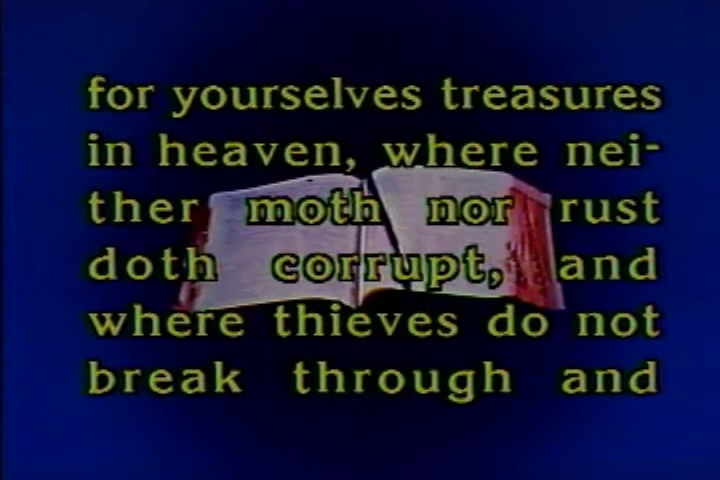 for yourselves treasures
in heaven, where nei-
ther moth nor rust
doth corrupt, and
where thieves do not
break through and